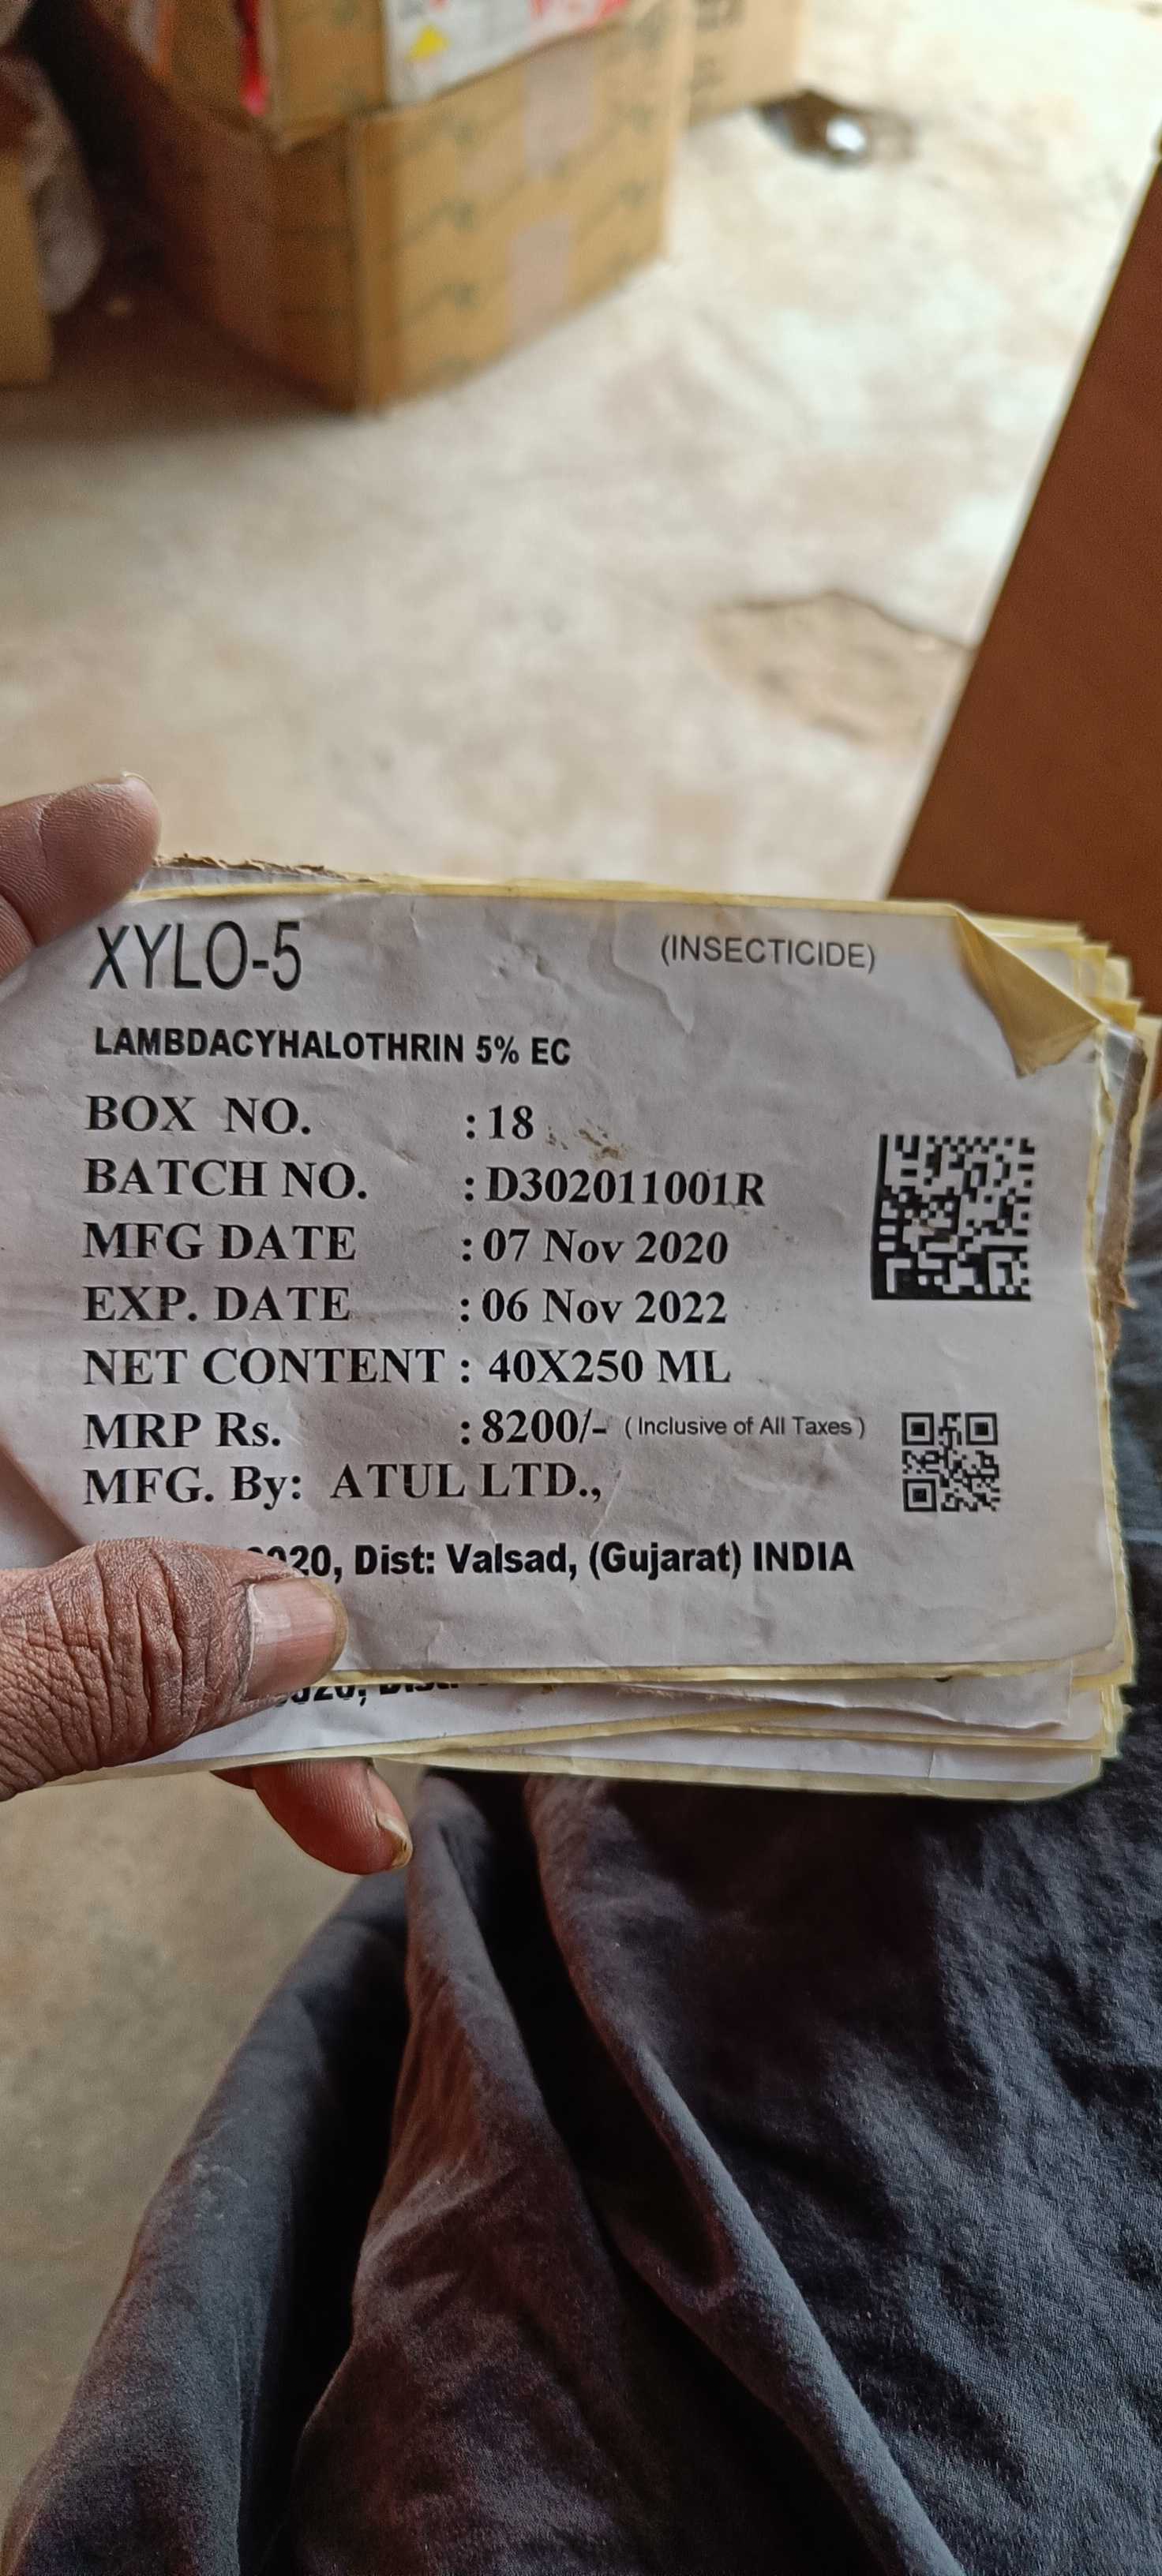 XYLO-5 (INSECTICIDE)
LAMBDACYHALOTHRIN 5% EC
BOX NO. : 18
BATCH NO. : D302011001R
MFG DATE : 07 Nov 2020
EXP. DATE : 06 Nov 2022
NET CONTENT : 40X250 ML
MRP Rs. : 8200/- ( Inclusive of All Taxes )
MFG. By: ATUL LTD.,
020, Dist: Valsad, (Gujarat) INDIA